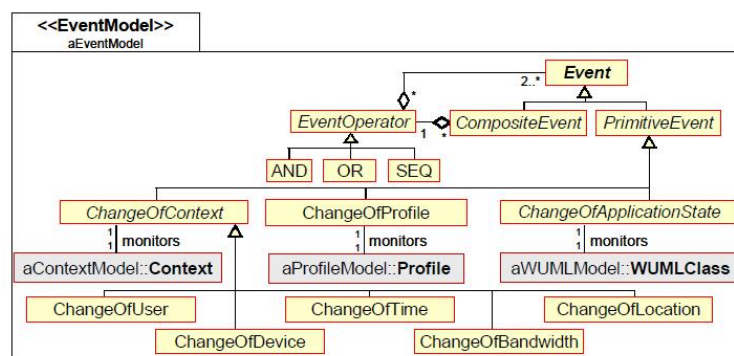 <<EventModel>>
aEventModel
2..*
Event
*
EventOperator
1
*
CompositeEvent
PrimitiveEvent
AND
OR
SEQ
ChangeOfContext
ChangeOfProfile
ChangeOfApplicationState
1
1
monitors
1
1
monitors
1
1
monitors
aContextModel::Context
aProfileModel::Profile
aWUMLModel::WUMLClass
ChangeOfUser
ChangeOfTime
ChangeOfLocation
ChangeOfDevice
ChangeOfBandwidth